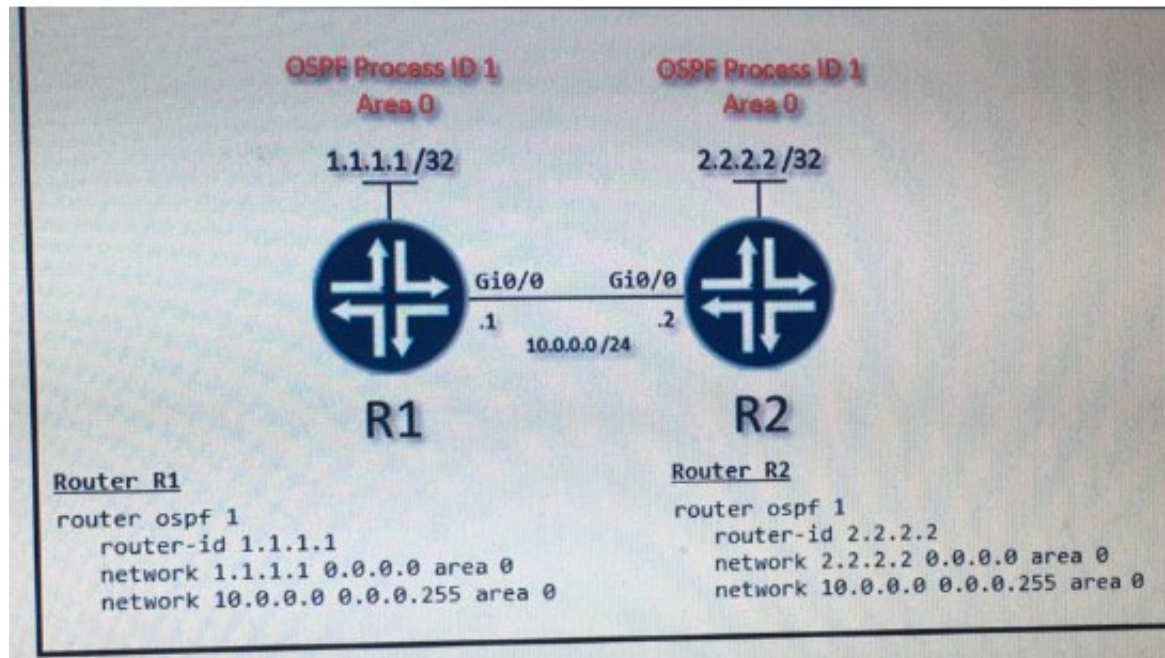 OSPF Process ID 1
Area 0
OSPF Process ID 1
Area 0
1.1.1.1 /32
2.2.2.2 /32
Gi0/0
Gi0/0
.1
.2
10.0.0.0 /24
R1
R2
Router R1
router ospf 1
router-id 1.1.1.1
network 1.1.1.1 0.0.0.0 area 0
network 10.0.0.0 0.0.0.255 area 0
Router R2
router ospf 1
router-id 2.2.2.2
network 2.2.2.2 0.0.0.0 area 0
network 10.0.0.0 0.0.0.255 area 0